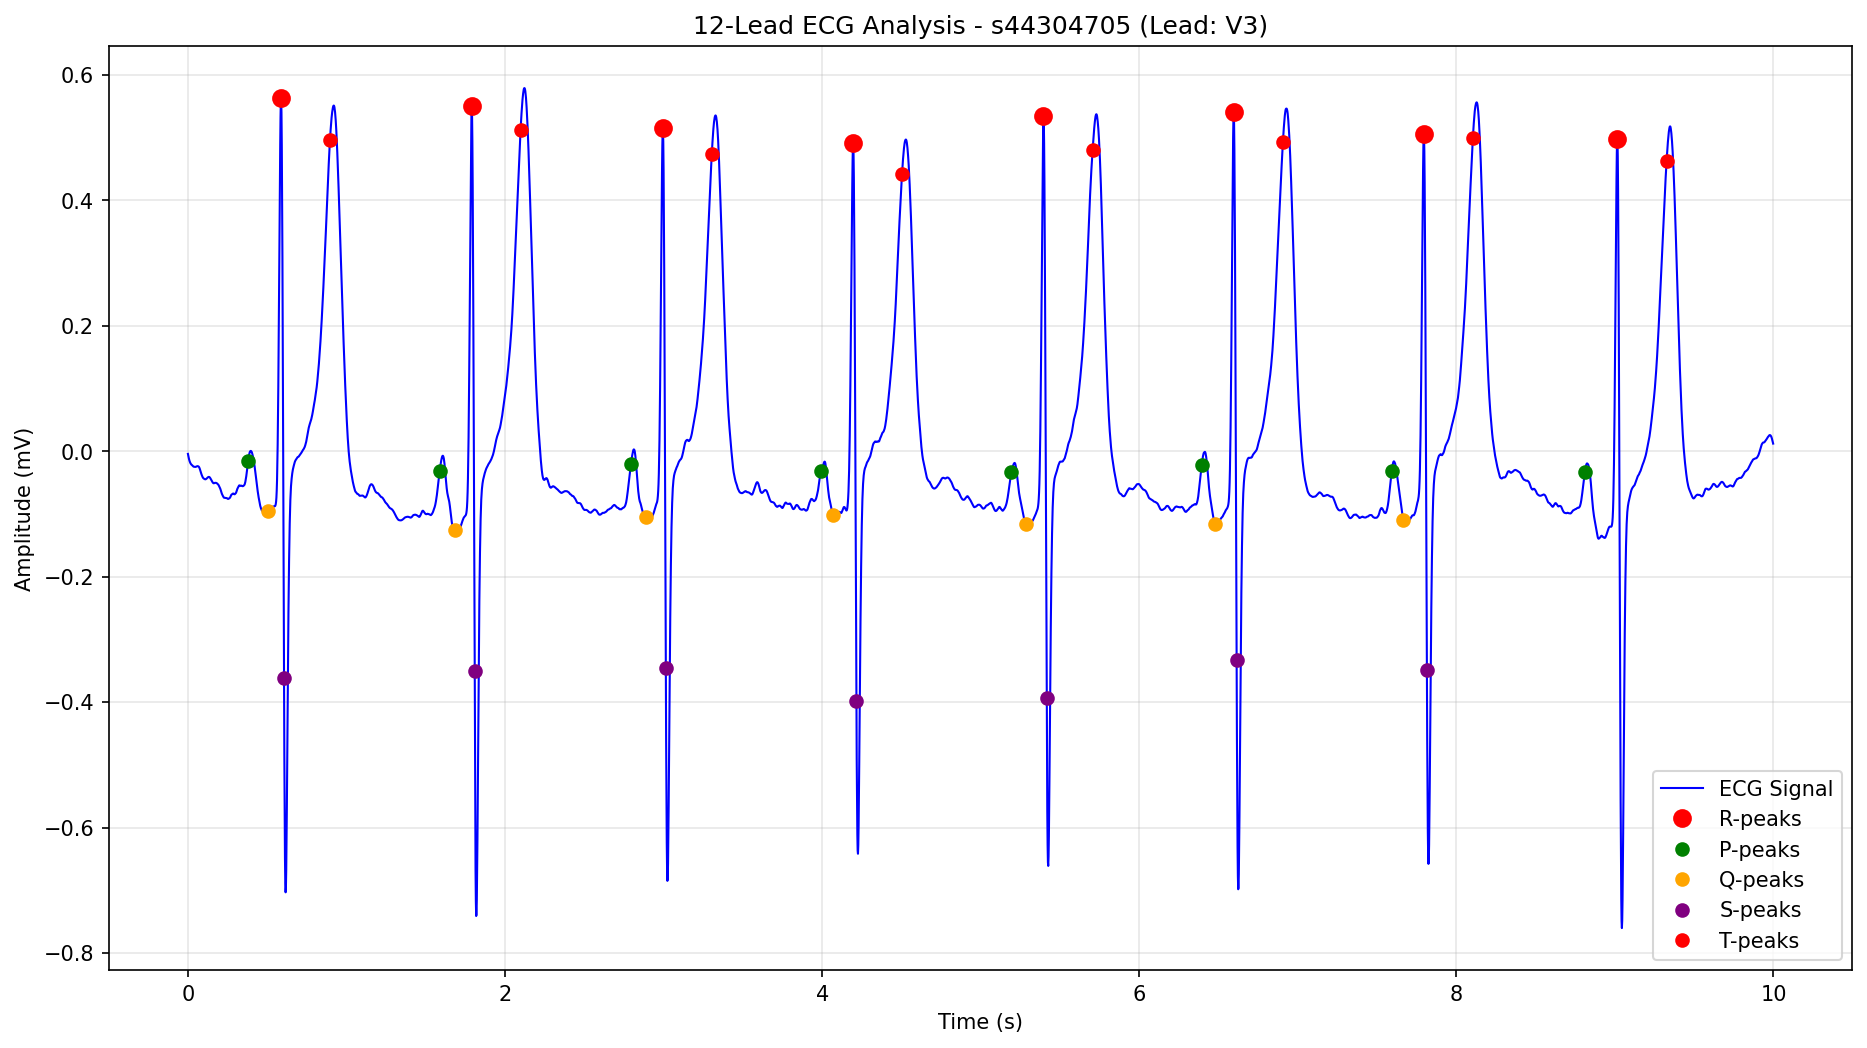 12-Lead ECG Analysis - s44304705 (Lead: V3)
0.6
0.4
0.2
0.0
−0.2
−0.4
−0.6
−0.8
Amplitude (mV)
0 2 4 6 8 10
Time (s)
ECG Signal
R-peaks
P-peaks
Q-peaks
S-peaks
T-peaks